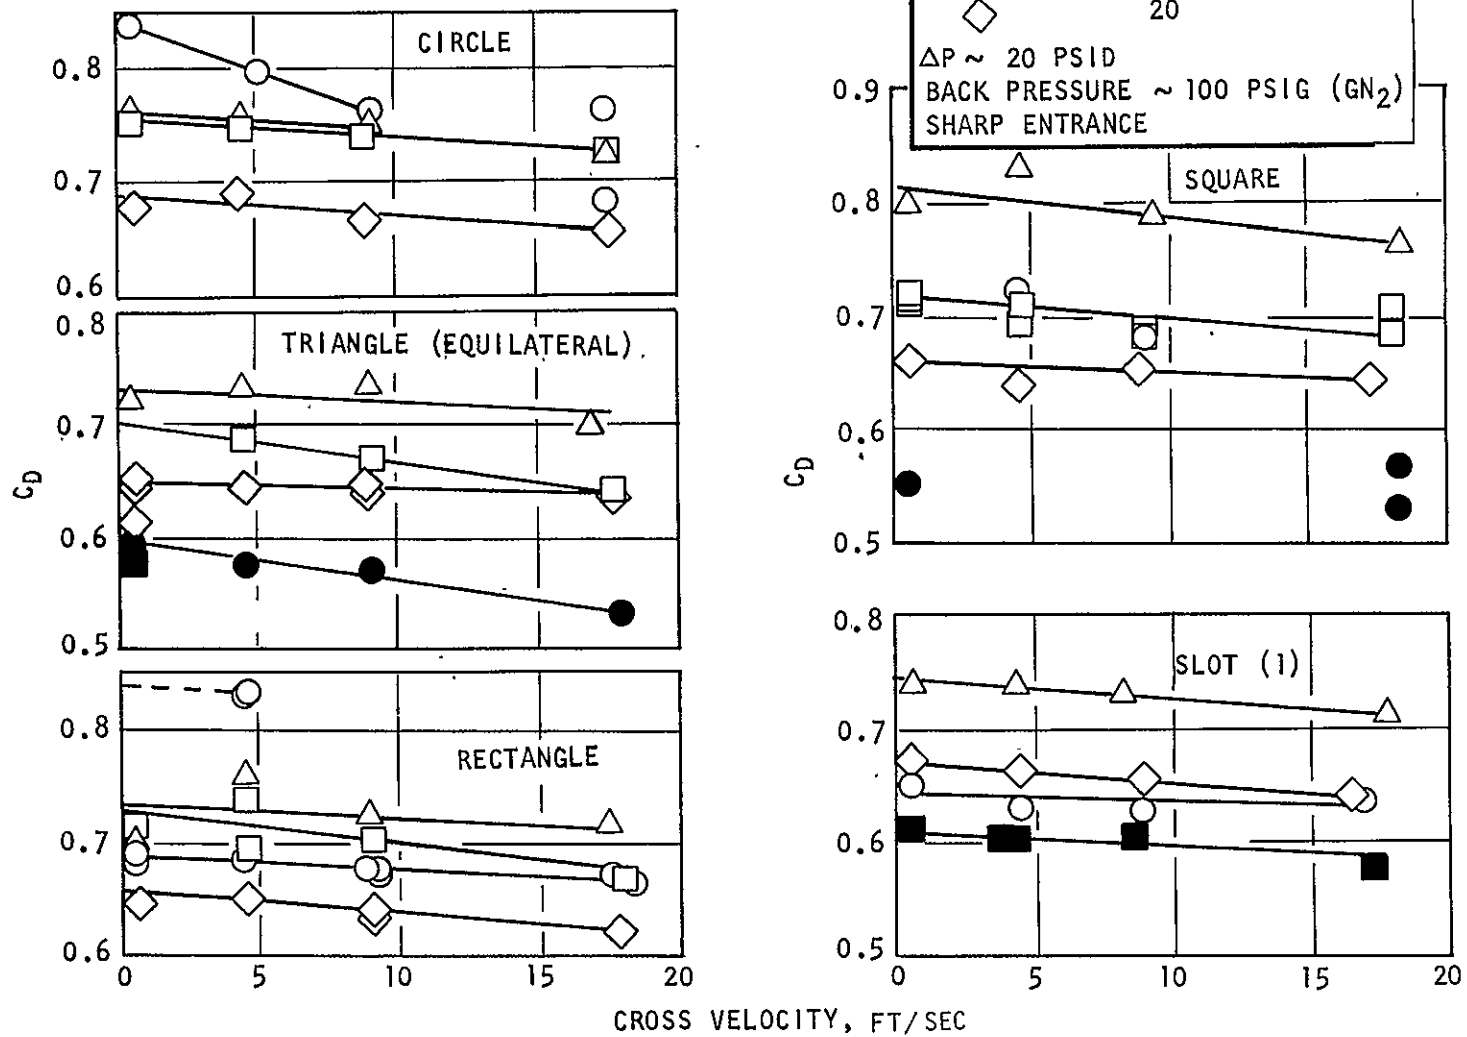 20
ΔP ~ 20 PSID
BACK PRESSURE ~ 100 PSIG (GN2)
SHARP ENTRANCE
CIRCLE
0.8
0.7
0.6
TRIANGLE (EQUILATERAL)
0.8
0.7
0.6
0.5
CD
RECTANGLE
0.8
0.7
0.6
0 5 10 15 20
SQUARE
0.9
0.8
0.7
0.6
0.5
CD
SLOT (1)
0.8
0.7
0.6
0.5
0 5 10 15 20
CROSS VELOCITY, FT/SEC